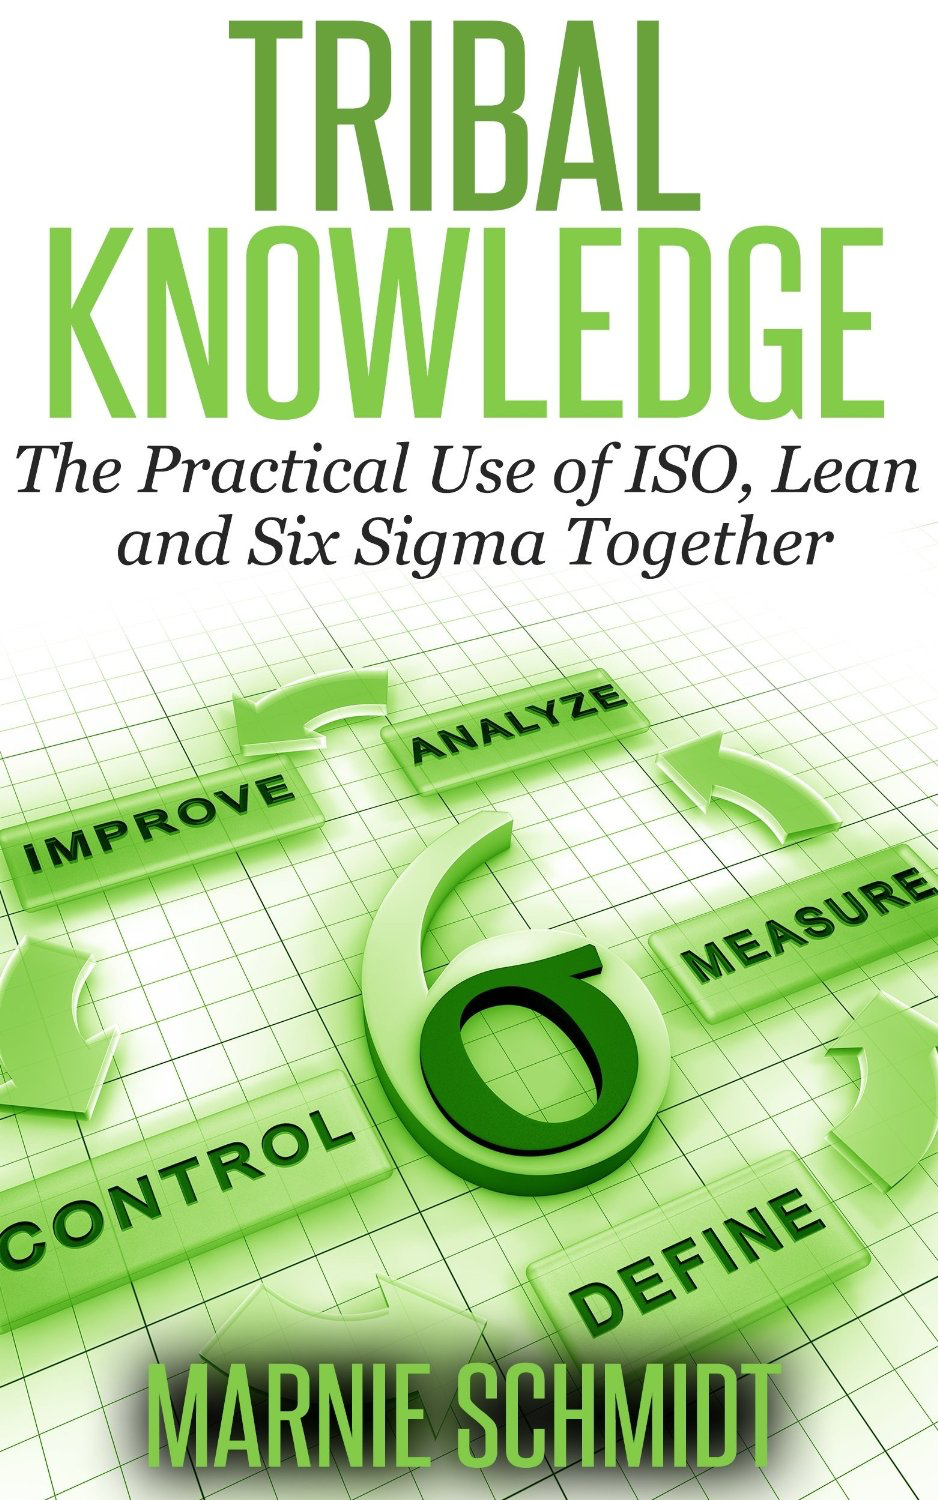 TRIBAL
KNOWLEDGE
The Practical Use of ISO, Lean
and Six Sigma Together
ANALYZE
IMPROVE
MEASURE
6
σ
CONTROL
DEFINE
MARNIE SCHMIDT